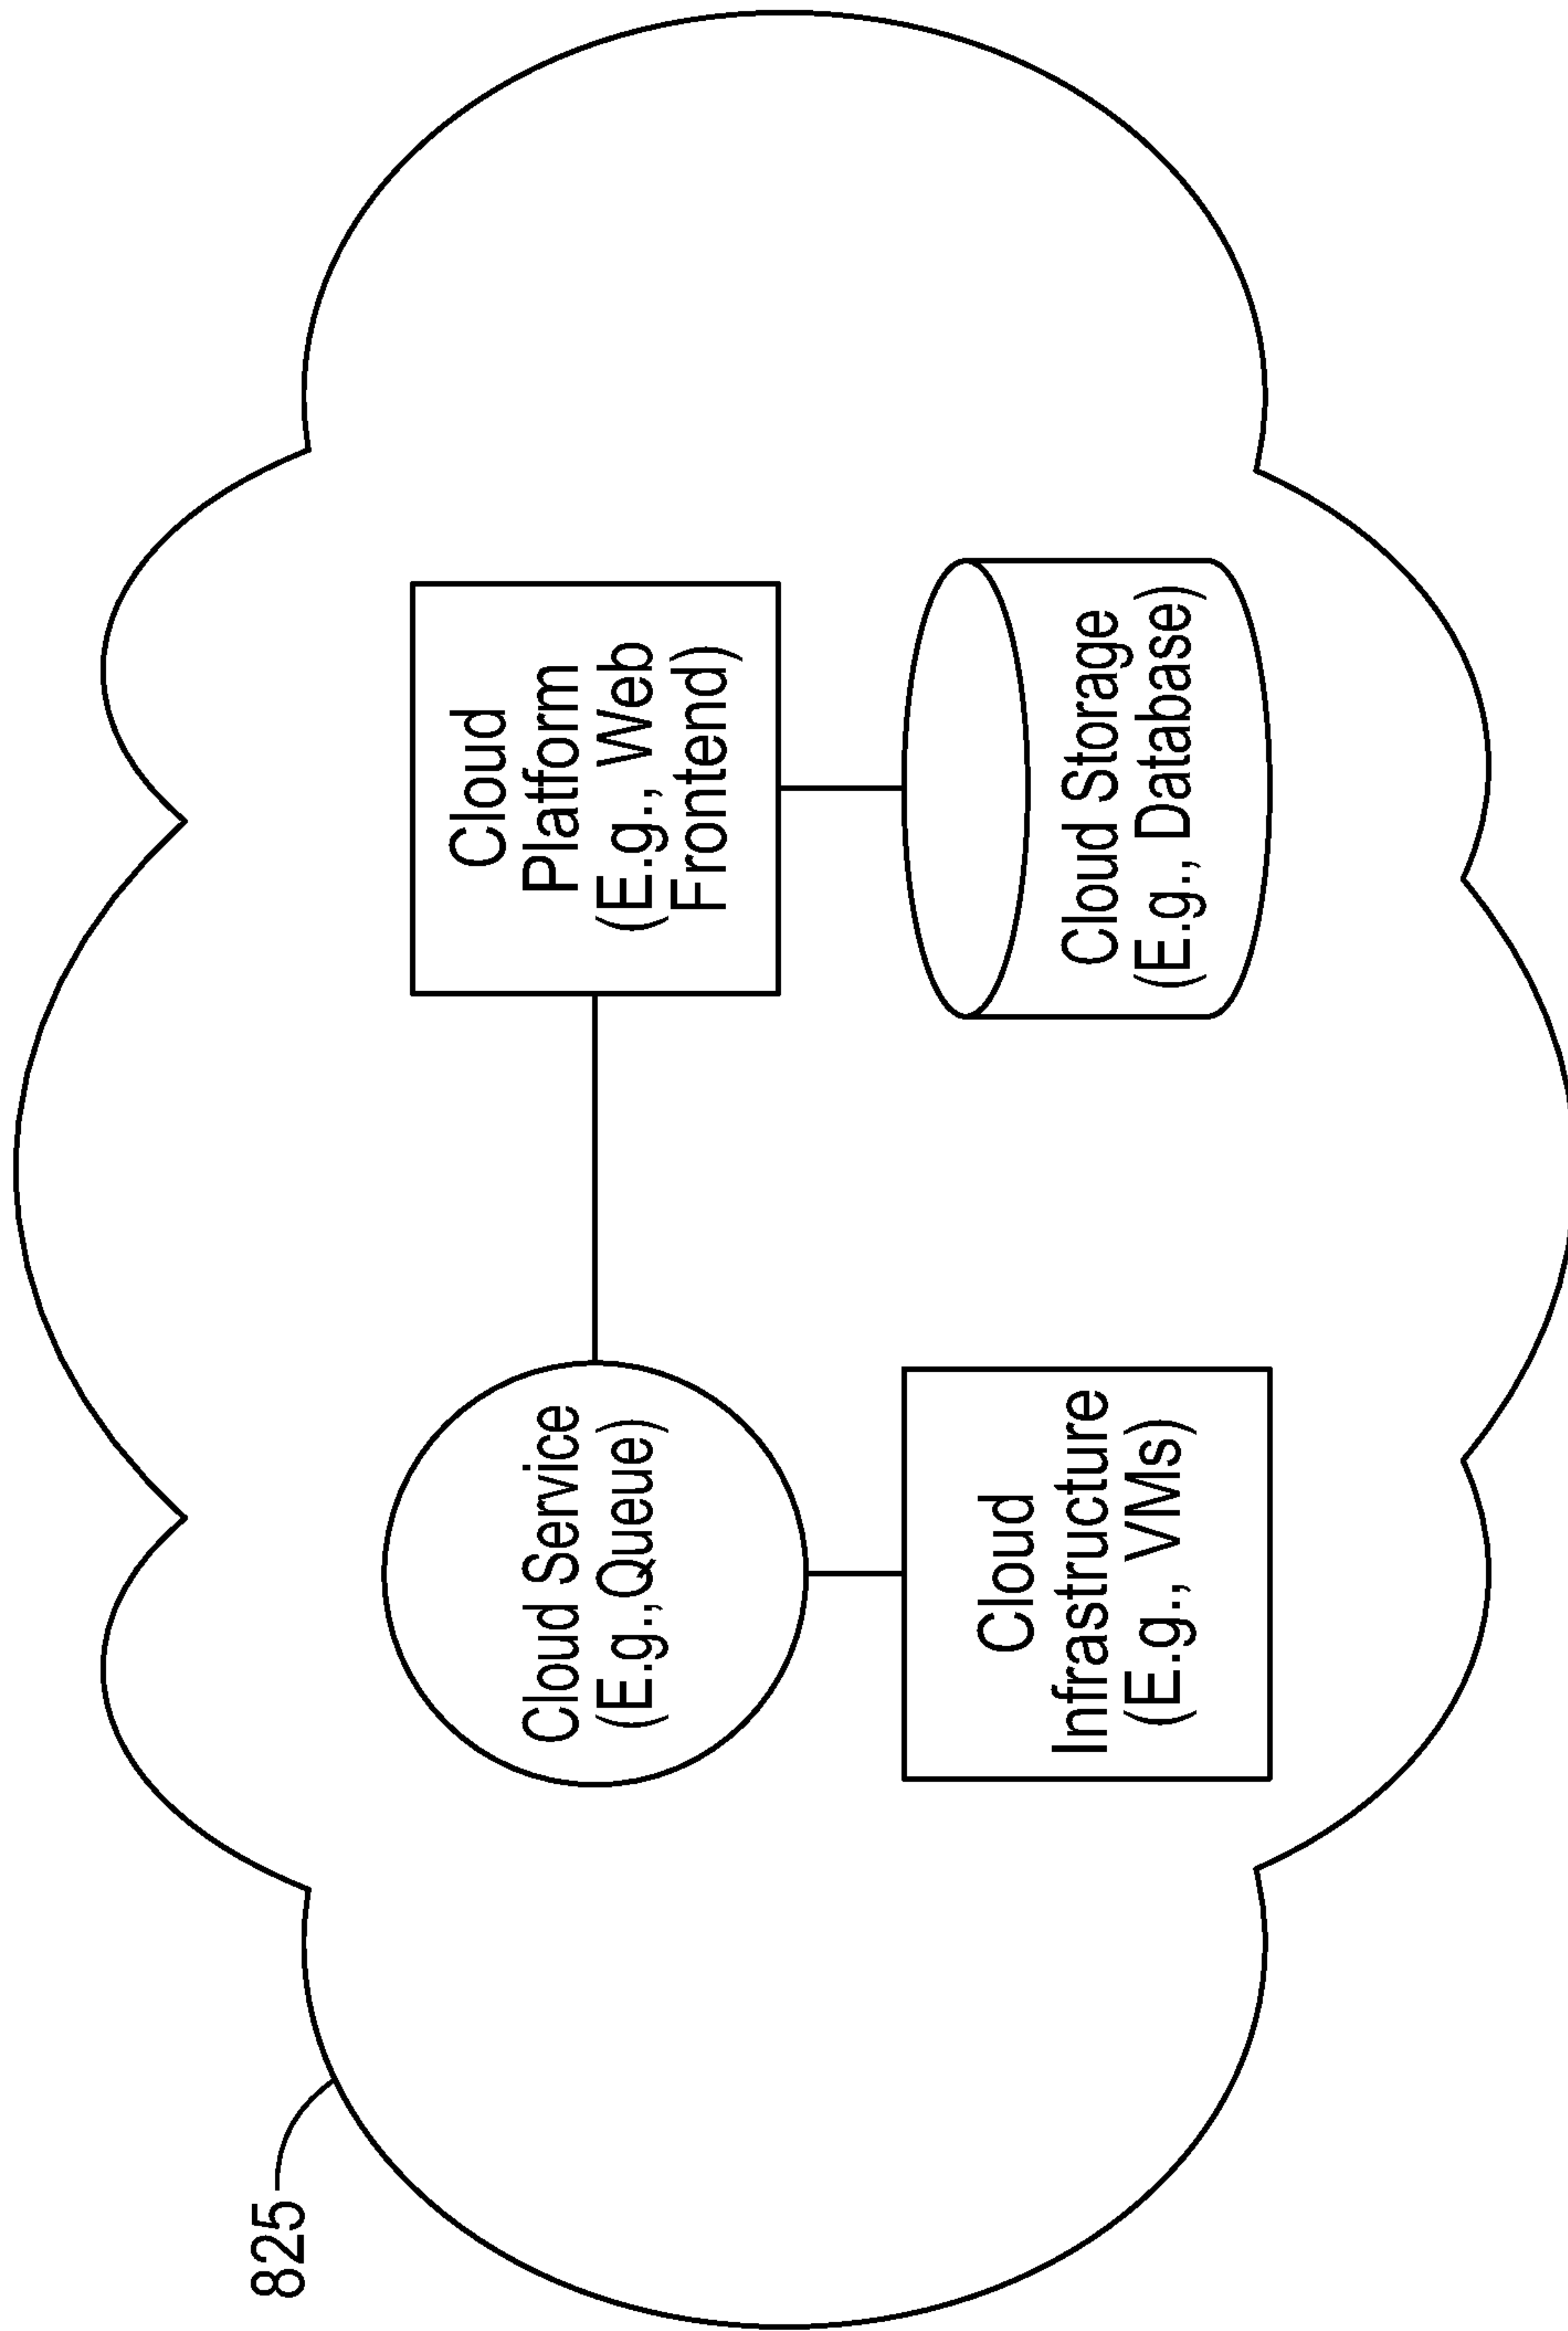 825
Cloud Service
(E.g., Queue)
Cloud
Platform
(E.g., Web
Frontend)
Cloud
Infrastructure
(E.g., VMs)
Cloud Storage
(E.g., Database)